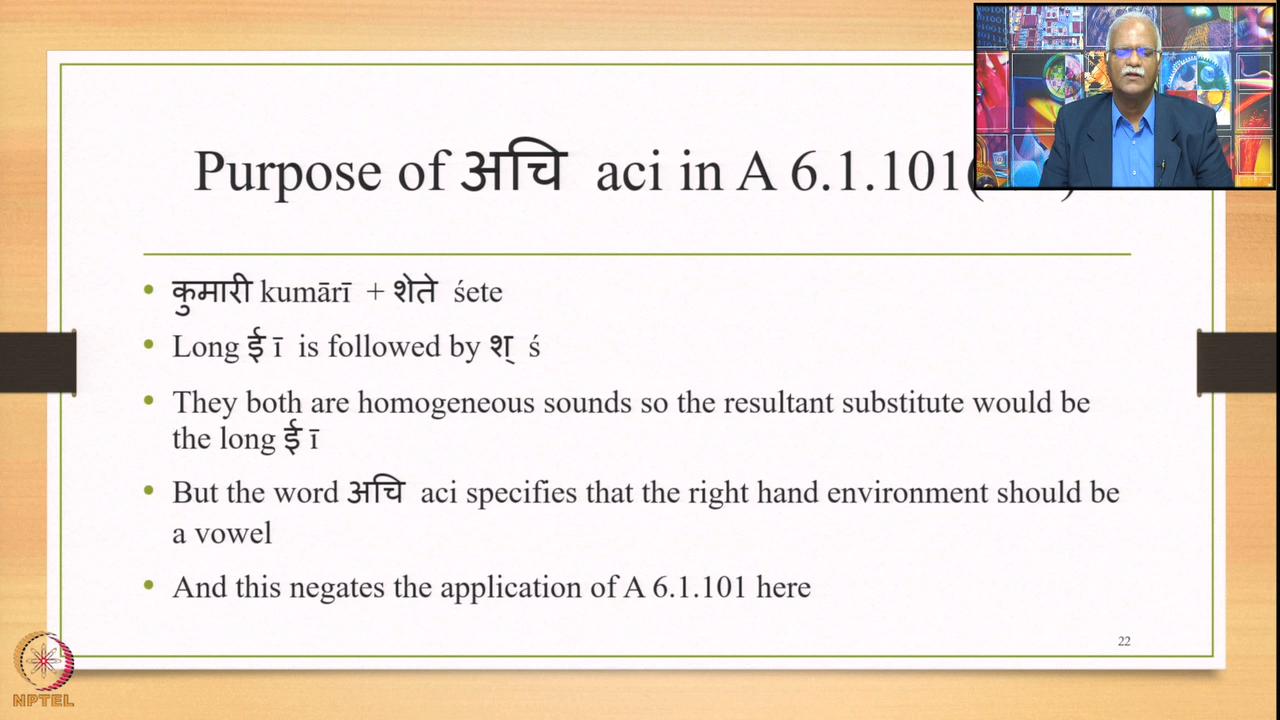 Purpose of अचि aci in A 6.1.101
कुमारी kumārī + शेते śete
Long ई ī is followed by श् ś
They both are homogeneous sounds so the resultant substitute would be
the long ई ī
But the word अचि aci specifies that the right hand environment should be
a vowel
And this negates the application of A 6.1.101 here
22
NPTEL